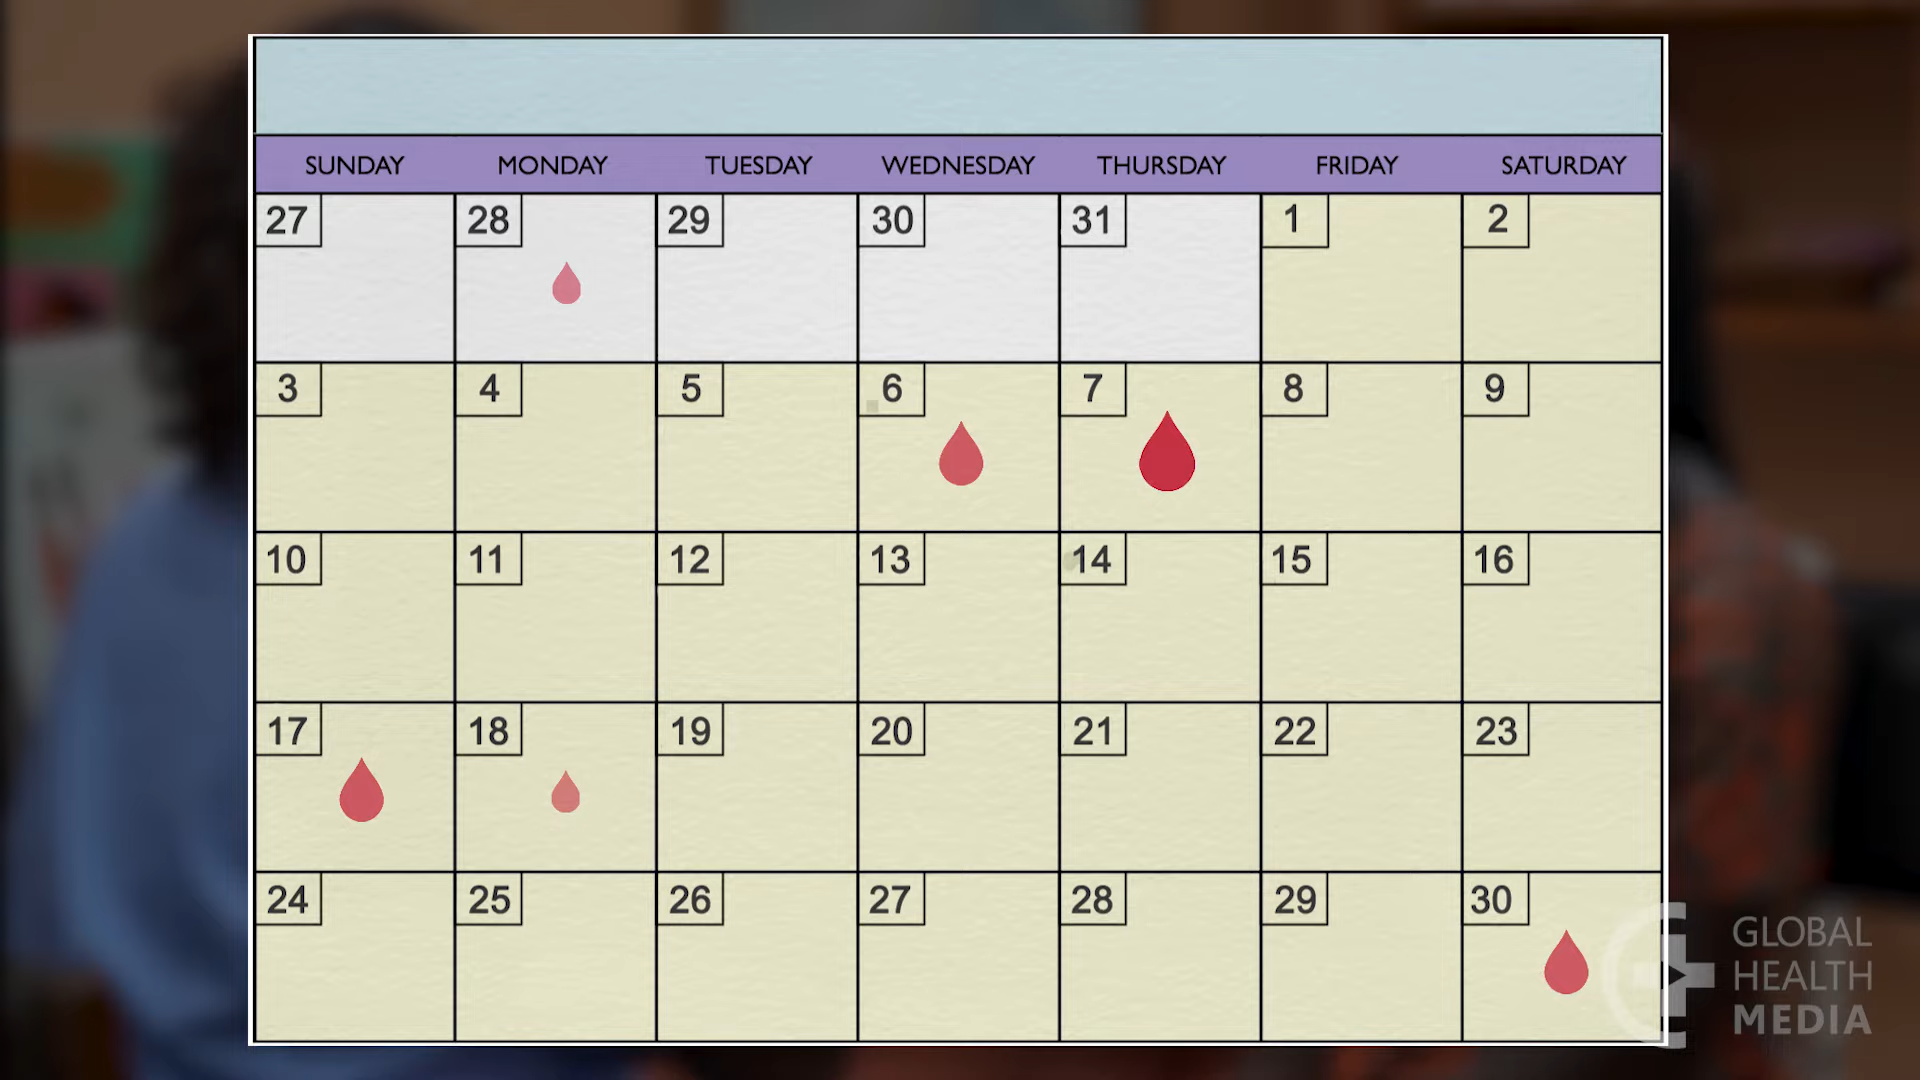 SUNDAY MONDAY TUESDAY WEDNESDAY THURSDAY FRIDAY SATURDAY
27 28 29 30 31 1 2
3 4 5 6 7 8 9
10 11 12 13 14 15 16
17 18 19 20 21 22 23
24 25 26 27 28 29 30
GLOBAL
HEALTH
MEDIA